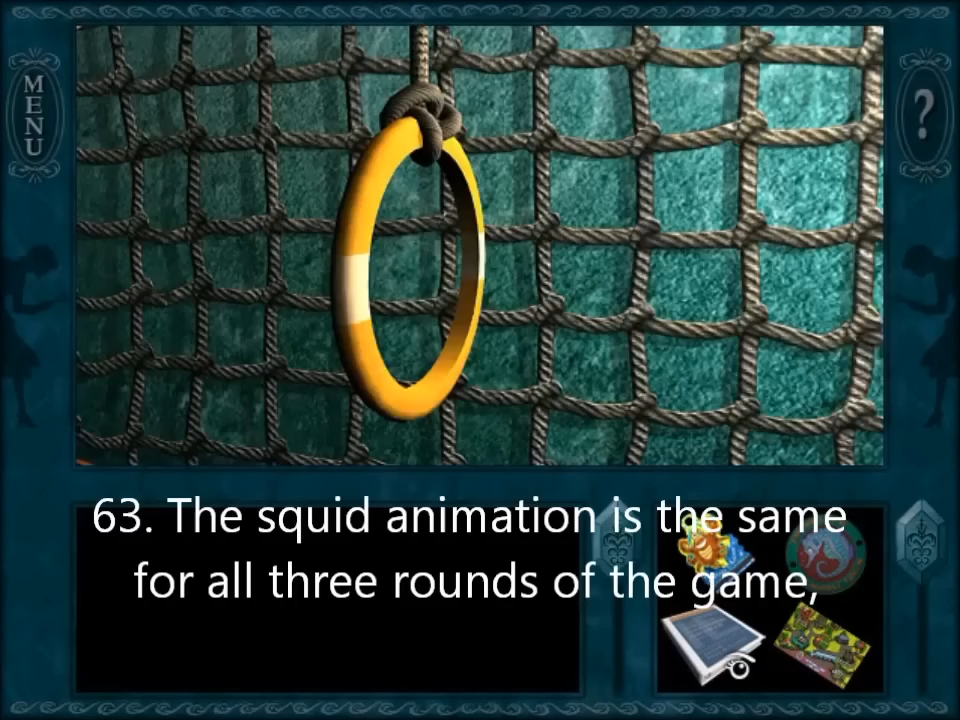 MENU
?
63. The squid animation is the same
for all three rounds of the game,